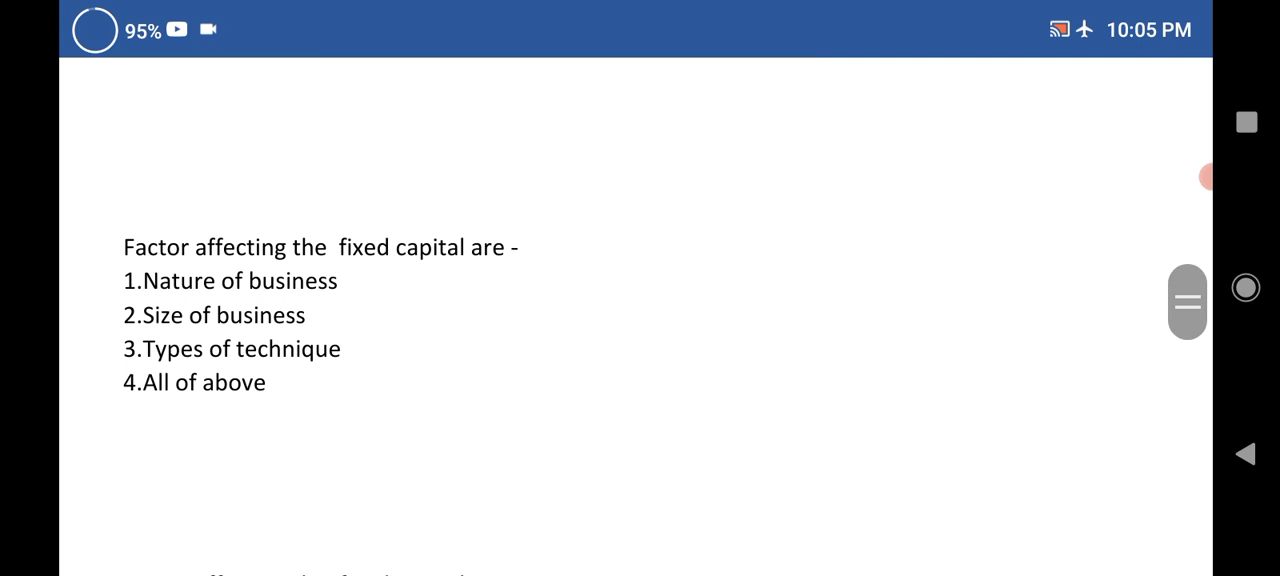 95%
10:05 PM
Factor affecting the  fixed capital are -
1.Nature of business
2.Size of business
3.Types of technique
4.All of above